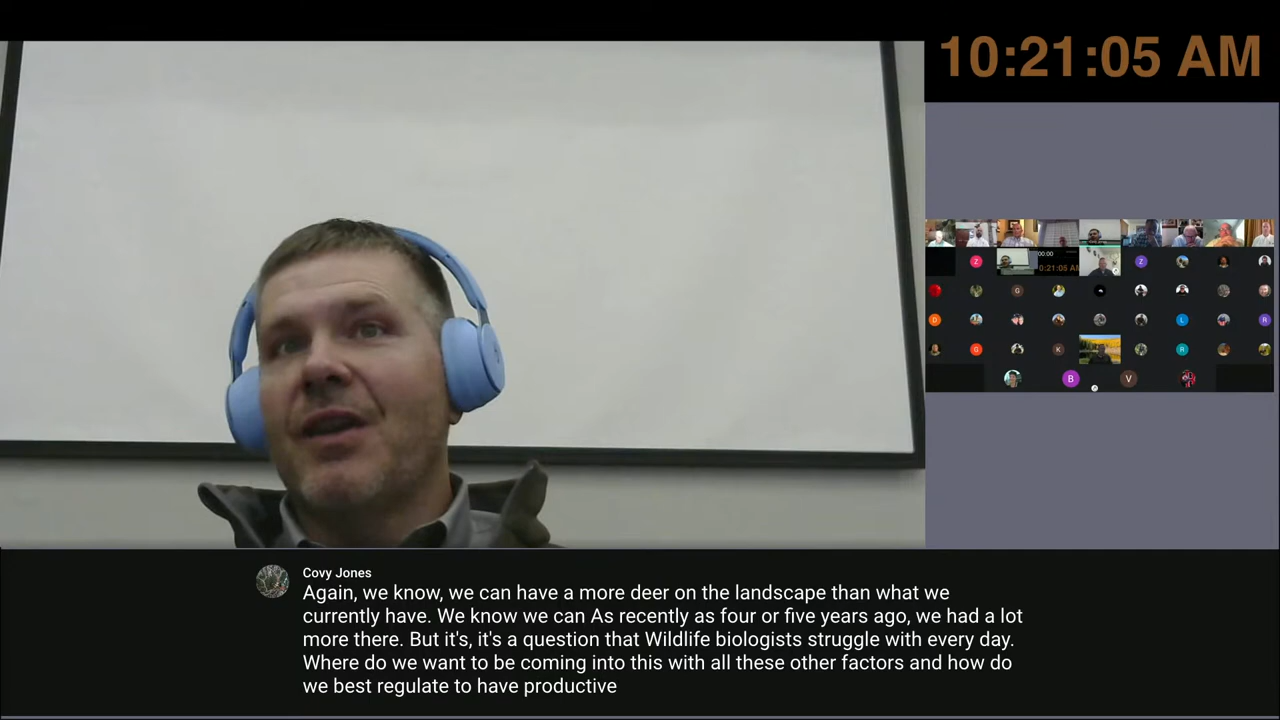 10:21:05 AM
Z
Z
G
D
L
R
G
K
R
B
V
Covy Jones
Again, we know, we can have a more deer on the landscape than what we
currently have. We know we can As recently as four or five years ago, we had a lot
more there. But it's, it's a question that Wildlife biologists struggle with every day.
Where do we want to be coming into this with all these other factors and how do
we best regulate to have productive